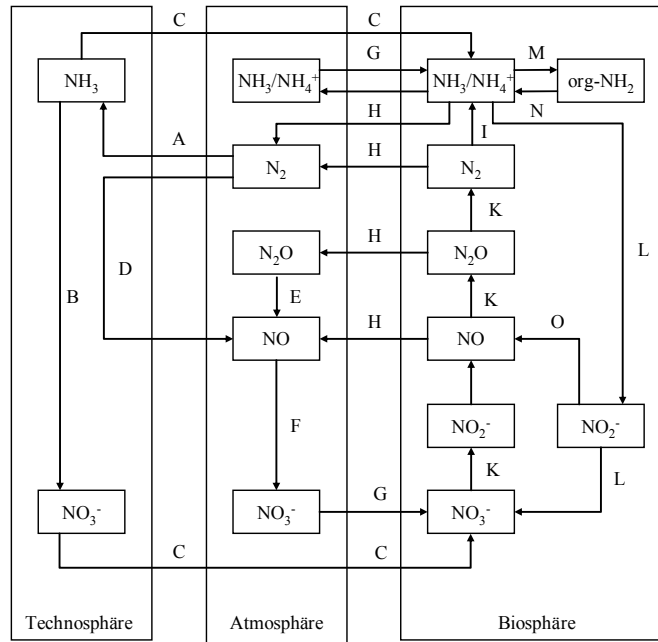 C C
NH₃
NH₃/NH₄⁺
G
NH₃/NH₄⁺
M
org-NH₂
H
N
A
I
N₂
H
N₂
K
D
N₂O
H
N₂O
L
B
E
K
O
NO
H
NO
F
NO₂⁻
NO₂⁻
K
L
G
NO₃⁻
NO₃⁻
NO₃⁻
C C
Technosphäre Atmosphäre Biosphäre